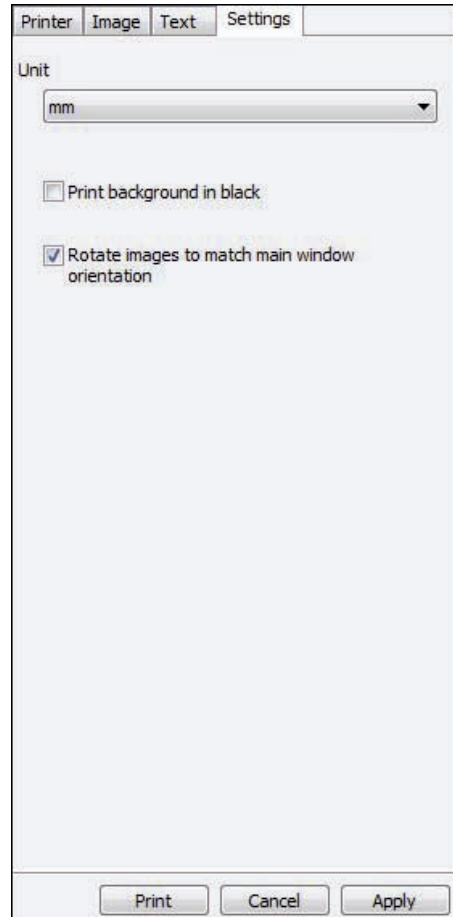 Printer Image Text Settings
Unit
mm
Print background in black
Rotate images to match main window
orientation
Print Cancel Apply